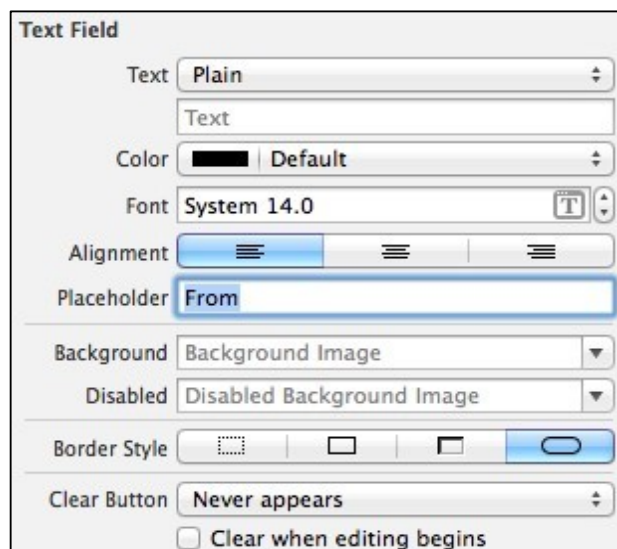 Text Field
Text Plain
Text
Color Default
Font System 14.0 T
Alignment
Placeholder From
Background Background Image
Disabled Disabled Background Image
Border Style
Clear Button Never appears
Clear when editing begins